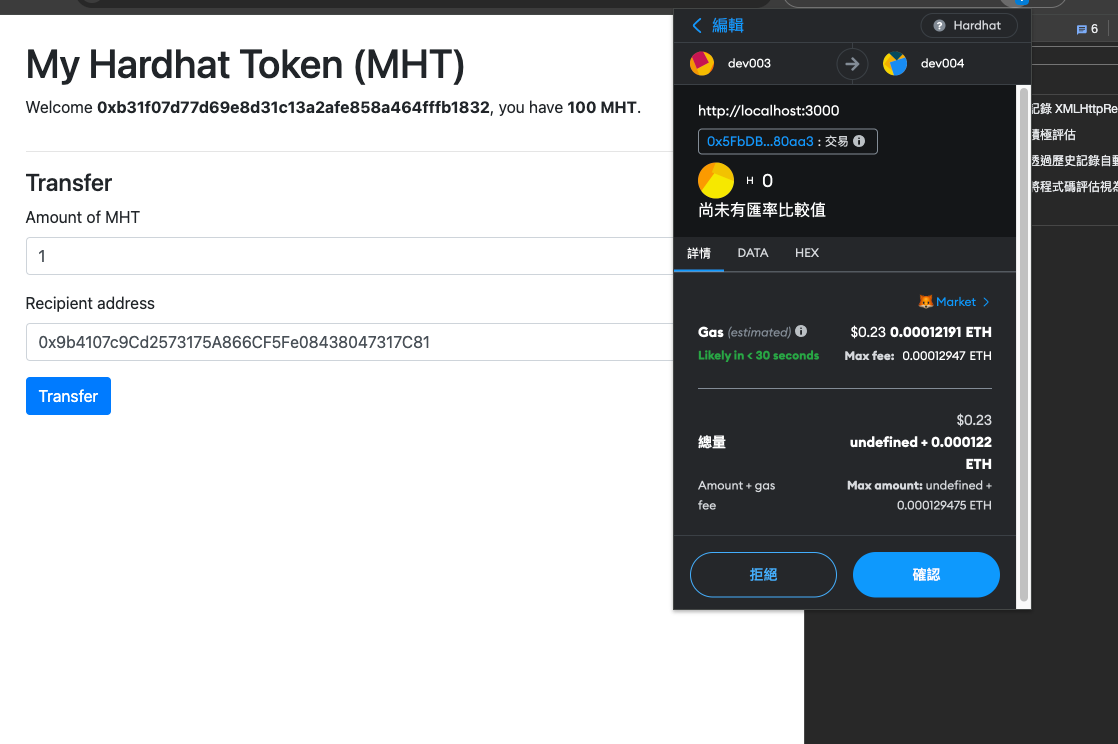 My Hardhat Token (MHT)
Welcome 0xb31f07d77d69e8d31c13a2afe858a464fffb1832, you have 100 MHT.
Transfer
Amount of MHT
1
Recipient address
0x9b4107c9Cd2573175A866CF5Fe08438047317C81
Transfer
編輯
Hardhat
dev003
dev004
http://localhost:3000
0x5FbDB...80aa3 : 交易
H 0
尚未有匯率比較值
詳情 DATA HEX
Market
Gas (estimated) $0.23 0.00012191 ETH
Likely in < 30 seconds Max fee: 0.00012947 ETH
$0.23
總量 undefined + 0.000122
ETH
Amount + gas Max amount: undefined +
fee 0.000129475 ETH
拒絕
確認
6
記錄 XMLHttpRe
積極評估
透過歷史記錄自動
將程式碼評估視為